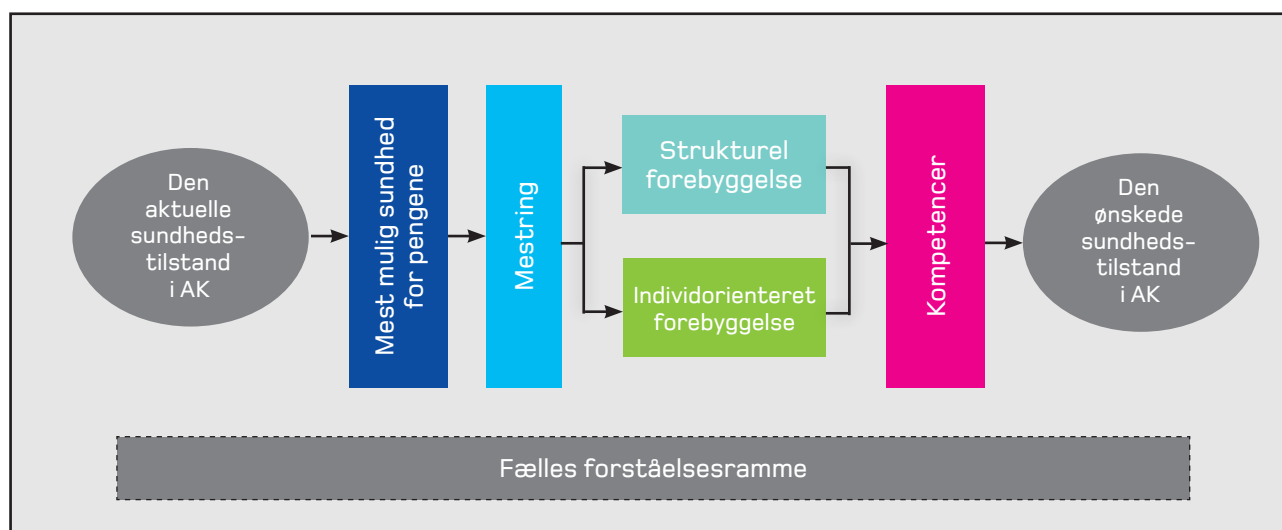 Den
aktuelle
sundheds-
tilstand
i AK
Mest mulig sundhed
for pengene
Mestring
Strukturel
forebyggelse
Individorienteret
forebyggelse
Kompetencer
Den
ønskede
sundheds-
tilstand
i AK
Fælles forståelsesramme